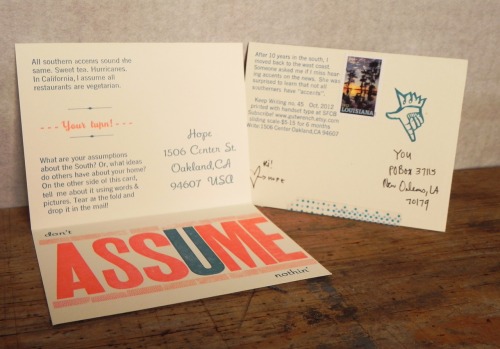 All southern accents sound the
same. Sweet tea. Hurricanes.
In California, I assume all
restaurants are vegetarian.
--- Your turn! ---
What are your assumptions
about the South? Or, what ideas
do others have about your home?
On the other side of this card,
tell me about it using words &
pictures. Tear at the fold and
drop it in the mail!
Hope
1506 Center St.
Oakland, CA
94607 USA
don't
ASSUME
nothin'
After 10 years in the south, I
moved back to the west coast.
Someone asked me if I miss hear-
ing accents on the news. She was
surprised to learn that not all
southerners have "accents".
Keep Writing no. 45 Oct. 2012
printed with handset type at SFCB
Subscribe! www.gutwrench.etsy.com
sliding scale $5-15 for 6 months
Write: 1506 Center Oakland, CA 94607
LOUISIANA
Hi!
HOPE
YOU
PO Box 37115
New Orleans, LA
70179